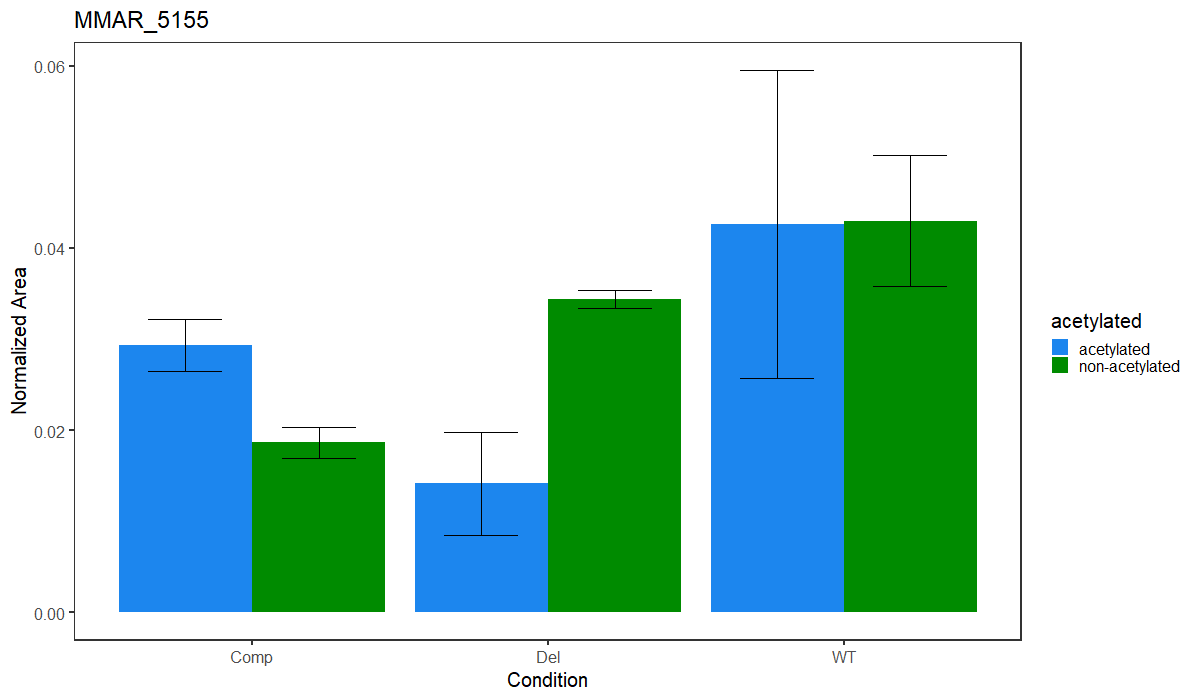 MMAR_5155
0.06
0.04
0.02
0.00
Normalized Area
Comp
Del
WT
Condition
acetylated
acetylated
non-acetylated